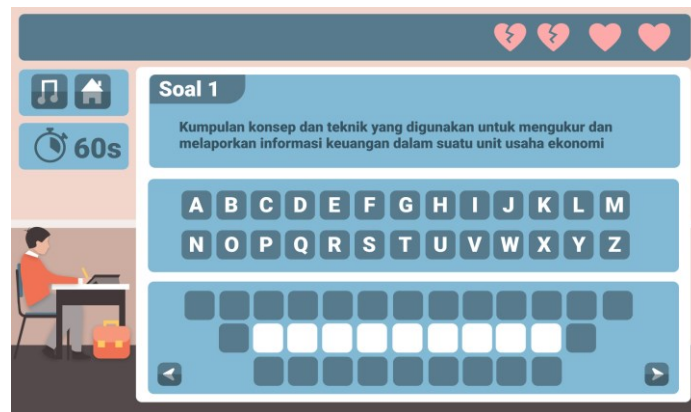 Soal 1
60s
Kumpulan konsep dan teknik yang digunakan untuk mengukur dan
melaporkan informasi keuangan dalam suatu unit usaha ekonomi
A B C D E F G H I J K L M
N O P Q R S T U V W X Y Z